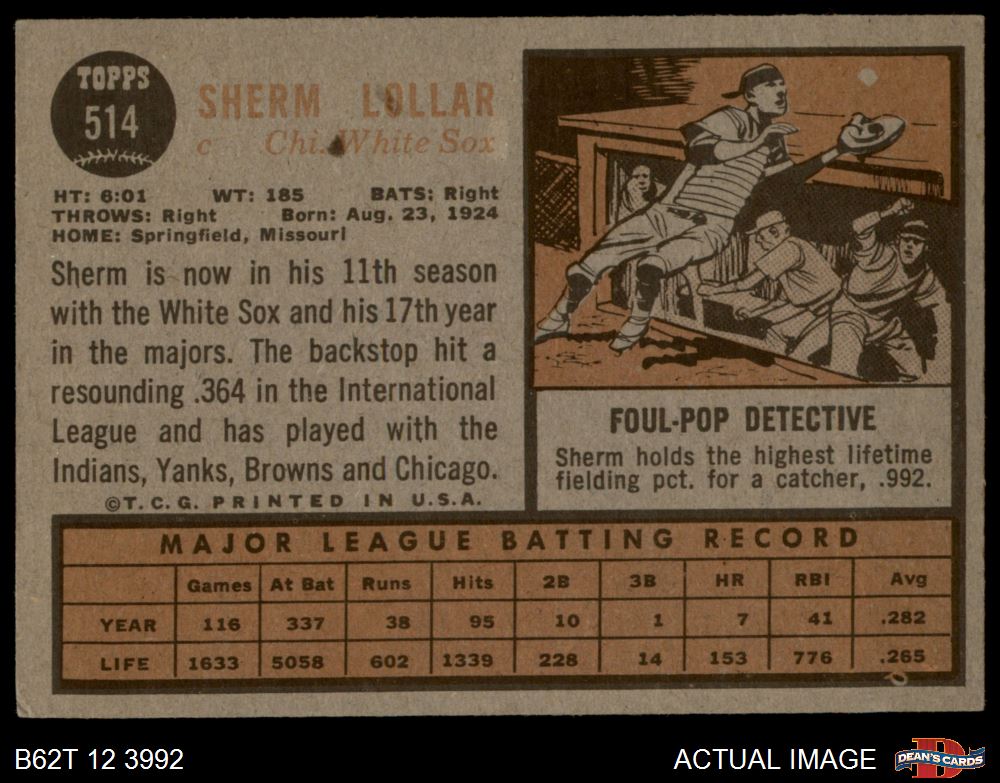 TOPPS
514
SHERM LOLLAR
c Chi. White Sox
HT: 6:01 WT: 185 BATS: Right
THROWS: Right Born: Aug. 23, 1924
HOME: Springfield, Missouri
Sherm is now in his 11th season
with the White Sox and his 17th year
in the majors. The backstop hit a
resounding .364 in the International
League and has played with the
Indians, Yanks, Browns and Chicago.
©T.C.G. PRINTED IN U.S.A.
FOUL-POP DETECTIVE
Sherm holds the highest lifetime
fielding pct. for a catcher, .992.
MAJOR LEAGUE BATTING RECORD
Games At Bat Runs Hits 2B 3B HR RBI Avg
YEAR 116 337 38 95 10 1 7 41 .282
LIFE 1633 5058 602 1339 228 14 153 776 .265
B62T 12 3992
ACTUAL IMAGE
D
DEAN'S CARDS